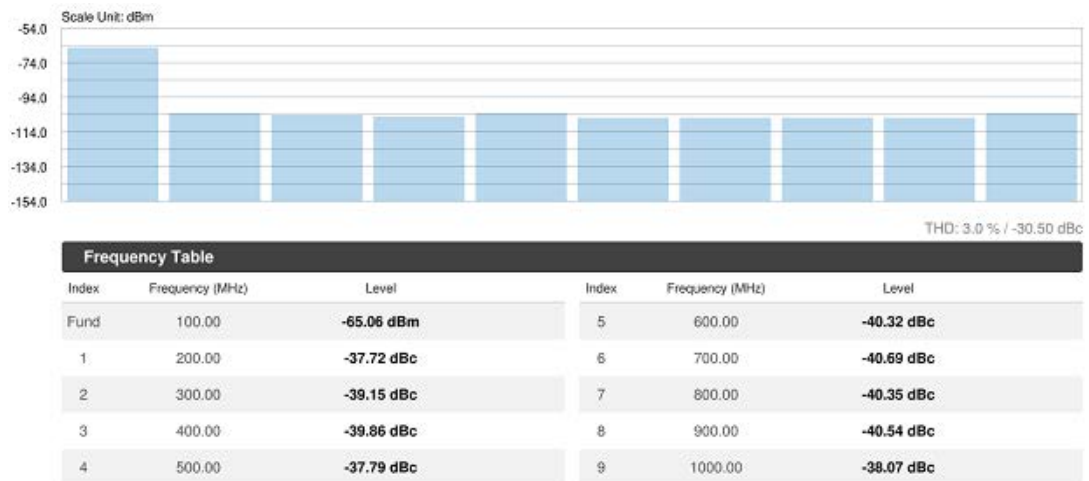 Scale Unit: dBm
-54.0
-74.0
-94.0
-114.0
-134.0
-154.0
THD: 3.0 % / -30.50 dBc
Frequency Table
Index Frequency (MHz) Level Index Frequency (MHz) Level
Fund 100.00 -65.06 dBm 5 600.00 -40.32 dBc
1 200.00 -37.72 dBc 6 700.00 -40.69 dBc
2 300.00 -39.15 dBc 7 800.00 -40.35 dBc
3 400.00 -39.86 dBc 8 900.00 -40.54 dBc
4 500.00 -37.79 dBc 9 1000.00 -38.07 dBc